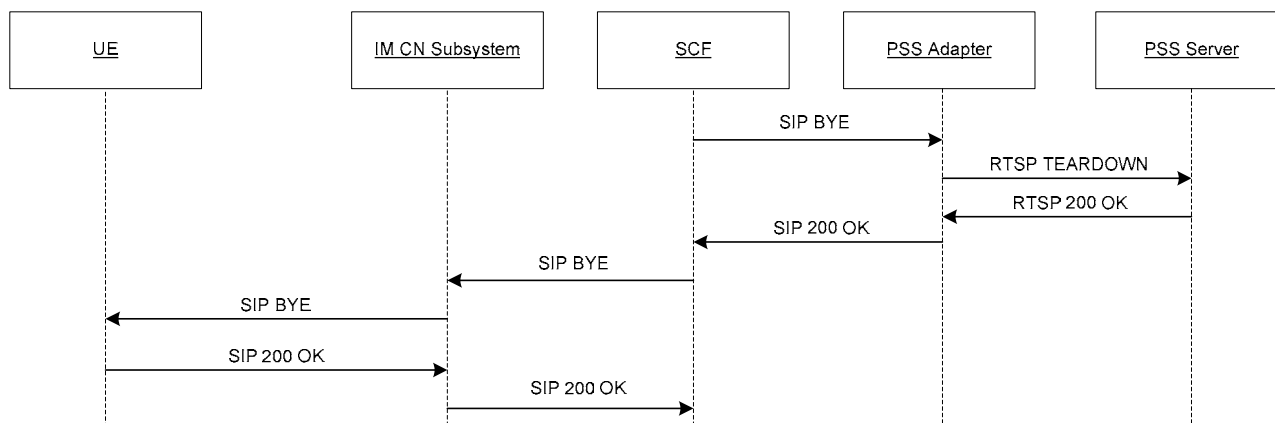 UE
IM CN Subsystem
SCF
PSS Adapter
PSS Server
SIP BYE
RTSP TEARDOWN
RTSP 200 OK
SIP 200 OK
SIP BYE
SIP BYE
SIP 200 OK
SIP 200 OK